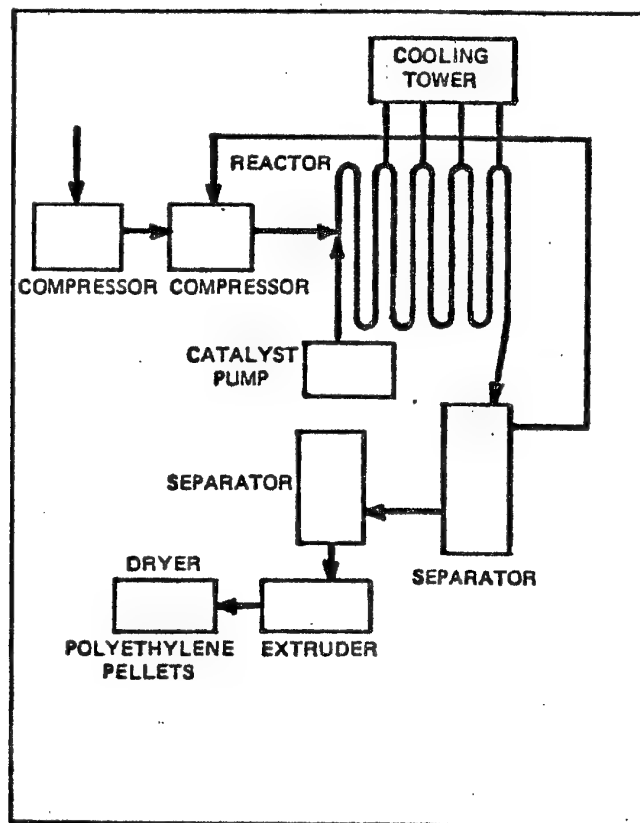 COOLING
TOWER
REACTOR
COMPRESSOR
COMPRESSOR
CATALYST
PUMP
SEPARATOR
SEPARATOR
DRYER
POLYETHYLENE
PELLETS
EXTRUDER